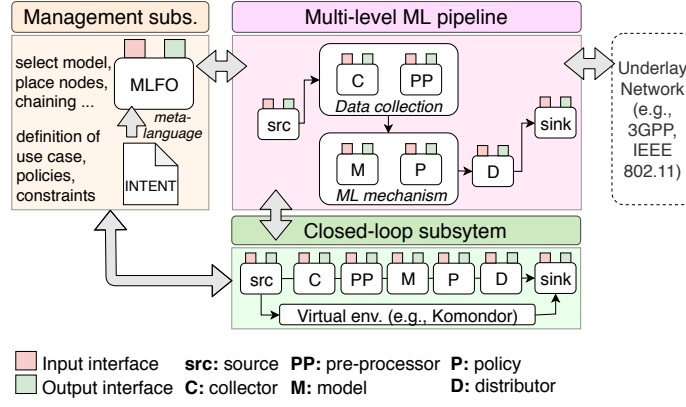 Management subs.
select model,
place nodes,
chaining ...
MLFO
meta-
language
definition of
use case,
policies,
constraints
INTENT
Multi-level ML pipeline
src
C
PP
Data collection
M
P
ML mechanism
D
sink
Underlay
Network
(e.g.,
3GPP,
IEEE
802.11)
Closed-loop subsytem
src
C
PP
M
P
D
sink
Virtual env. (e.g., Komondor)
Input interface
Output interface
src: source
C: collector
PP: pre-processor
M: model
P: policy
D: distributor